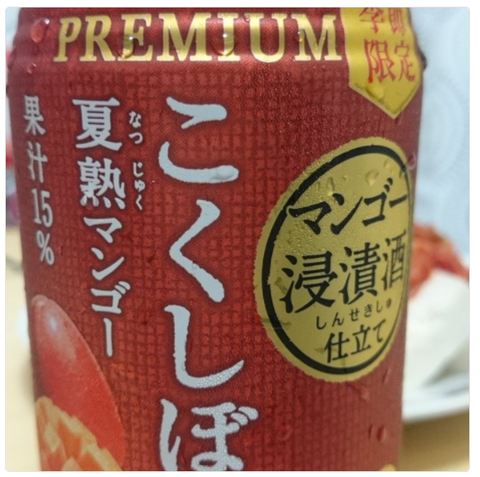 PREMIUM
季節
限定
こくしぼ
なつ じゅく
夏熟マンゴー
果汁15%
マンゴー
浸漬酒
しんせきしゅ
仕立て